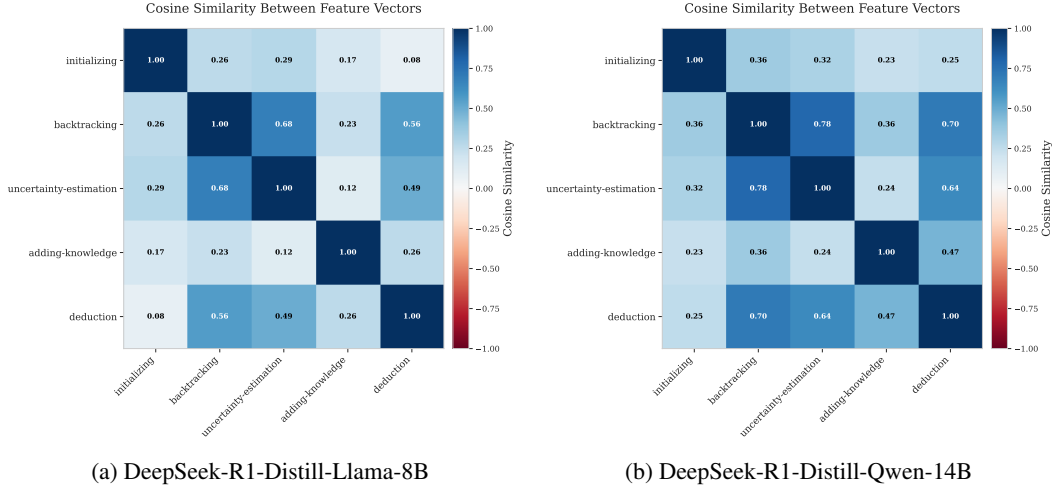 Cosine Similarity Between Feature Vectors
initializing
backtracking
uncertainty-estimation
adding-knowledge
deduction
1.00 0.26 0.29 0.17 0.08
0.26 1.00 0.68 0.23 0.56
0.29 0.68 1.00 0.12 0.49
0.17 0.23 0.12 1.00 0.26
0.08 0.56 0.49 0.26 1.00
initializing
backtracking
uncertainty-estimation
adding-knowledge
deduction
1.00
0.75
0.50
0.25
0.00
−0.25
−0.50
−0.75
−1.00
Cosine Similarity
(a) DeepSeek-R1-Distill-Llama-8B
Cosine Similarity Between Feature Vectors
initializing
backtracking
uncertainty-estimation
adding-knowledge
deduction
1.00 0.36 0.32 0.23 0.25
0.36 1.00 0.78 0.36 0.70
0.32 0.78 1.00 0.24 0.64
0.23 0.36 0.24 1.00 0.47
0.25 0.70 0.64 0.47 1.00
initializing
backtracking
uncertainty-estimation
adding-knowledge
deduction
1.00
0.75
0.50
0.25
0.00
−0.25
−0.50
−0.75
−1.00
Cosine Similarity
(b) DeepSeek-R1-Distill-Qwen-14B